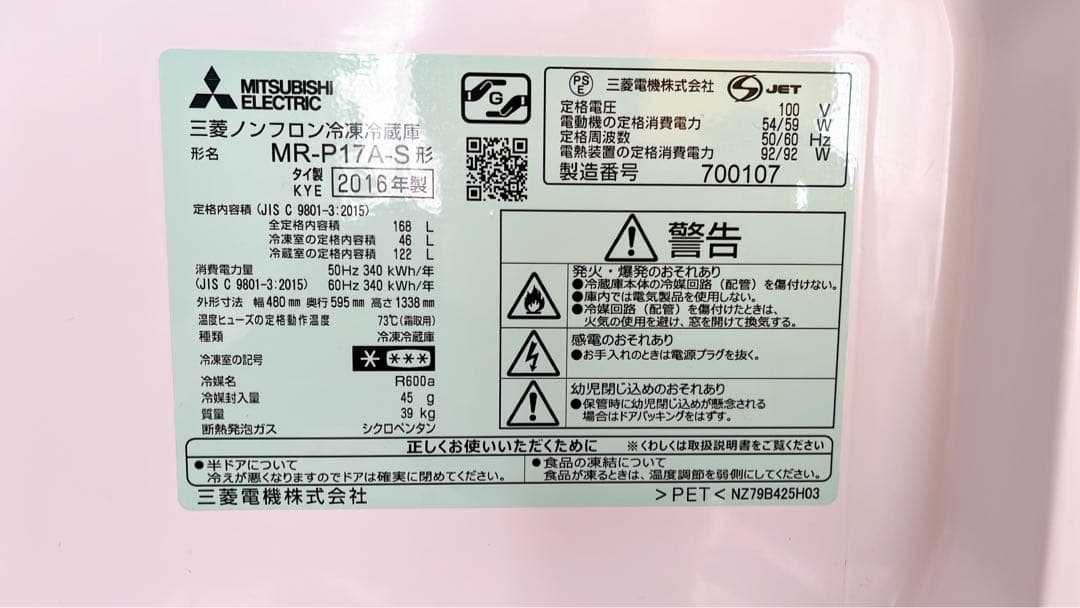 MITSUBISHI
ELECTRIC
三菱ノンフロン冷凍冷蔵庫
形名 MR-P17A-S形
タイ製
KYE 2016年製
定格内容積 (JIS C 9801-3:2015)
全定格内容積 168 L
冷凍室の定格内容積 46 L
冷蔵室の定格内容積 122 L
消費電力量 50Hz 340 kWh/年
(JIS C 9801-3:2015) 60Hz 340 kWh/年
外形寸法 幅480mm 奥行595mm 高さ1338mm
温度ヒューズの定格動作温度 73℃(霜取用)
種類 冷凍冷蔵庫
冷凍室の記号
冷媒名 R600a
冷媒封入量 45 g
質量 39 kg
断熱発泡ガス シクロペンタン
G
PS
E 三菱電機株式会社 JET
定格電圧 100 V
電動機の定格消費電力 54/59 W
定格周波数 50/60 Hz
電熱装置の定格消費電力 92/92 W
製造番号 700107
警告
発火・爆発のおそれあり
●冷蔵庫本体の冷媒回路(配管)を傷付けない。
●庫内では電気製品を使用しない。
●冷媒回路(配管)を傷付けたときは、
火気の使用を避け、窓を開けて換気する。
感電のおそれあり
●お手入れのときは電源プラグを抜く。
幼児閉じ込めのおそれあり
●保管時に幼児閉じ込めが懸念される
場合はドアパッキングをはずす。
正しくお使いいただくために ※くわしくは取扱説明書をご覧ください
●半ドアについて
冷えが悪くなりますのでドアは確実に閉めてください。
●食品の凍結について
食品が凍るときは、温度調節を弱側にしてください。
三菱電機株式会社 >PET< NZ79B425H03